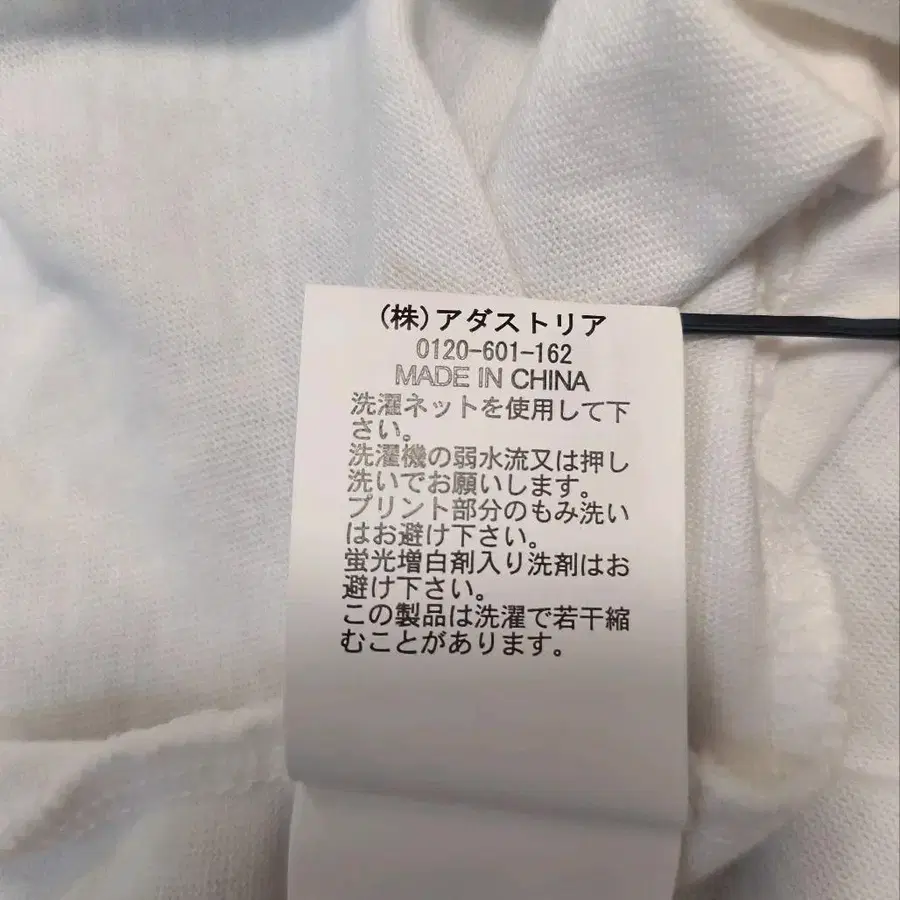 (株)アダストリア
0120-601-162
MADE IN CHINA
洗濯ネットを使用して下
さい。
洗濯機の弱水流又は押し
洗いでお願いします。
プリント部分のもみ洗い
はお避け下さい。
蛍光増白剤入り洗剤はお
避け下さい。
この製品は洗濯で若干縮
むことがあります。